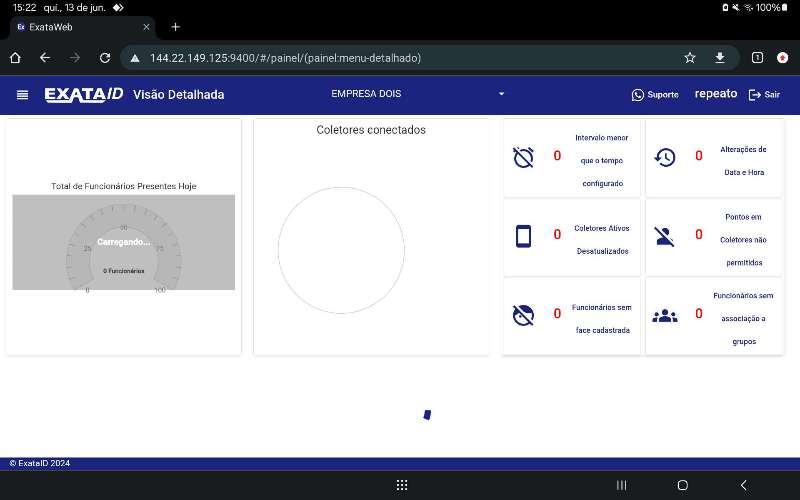 15:22 qui., 13 de jun.
100%
Ex ExataWeb
144.22.149.125:9400/#/painel/(painel:menu-detalhado)
1
EXATAID Visão Detalhada
EMPRESA DOIS
Suporte
repeato
Sair
Total de Funcionários Presentes Hoje
50
Carregando...
25
75
0 Funcionários
0
100
Coletores conectados
0
Intervelo menor
que o tempo
configurado
0
Alterações de
Data e Hora
0
Coletores Ativos
Desatualizados
0
Pontos em
Coletores não
permitidos
0
Funcionários sem
face cadastrada
0
Funcionários sem
associação a
grupos
© ExataID 2024